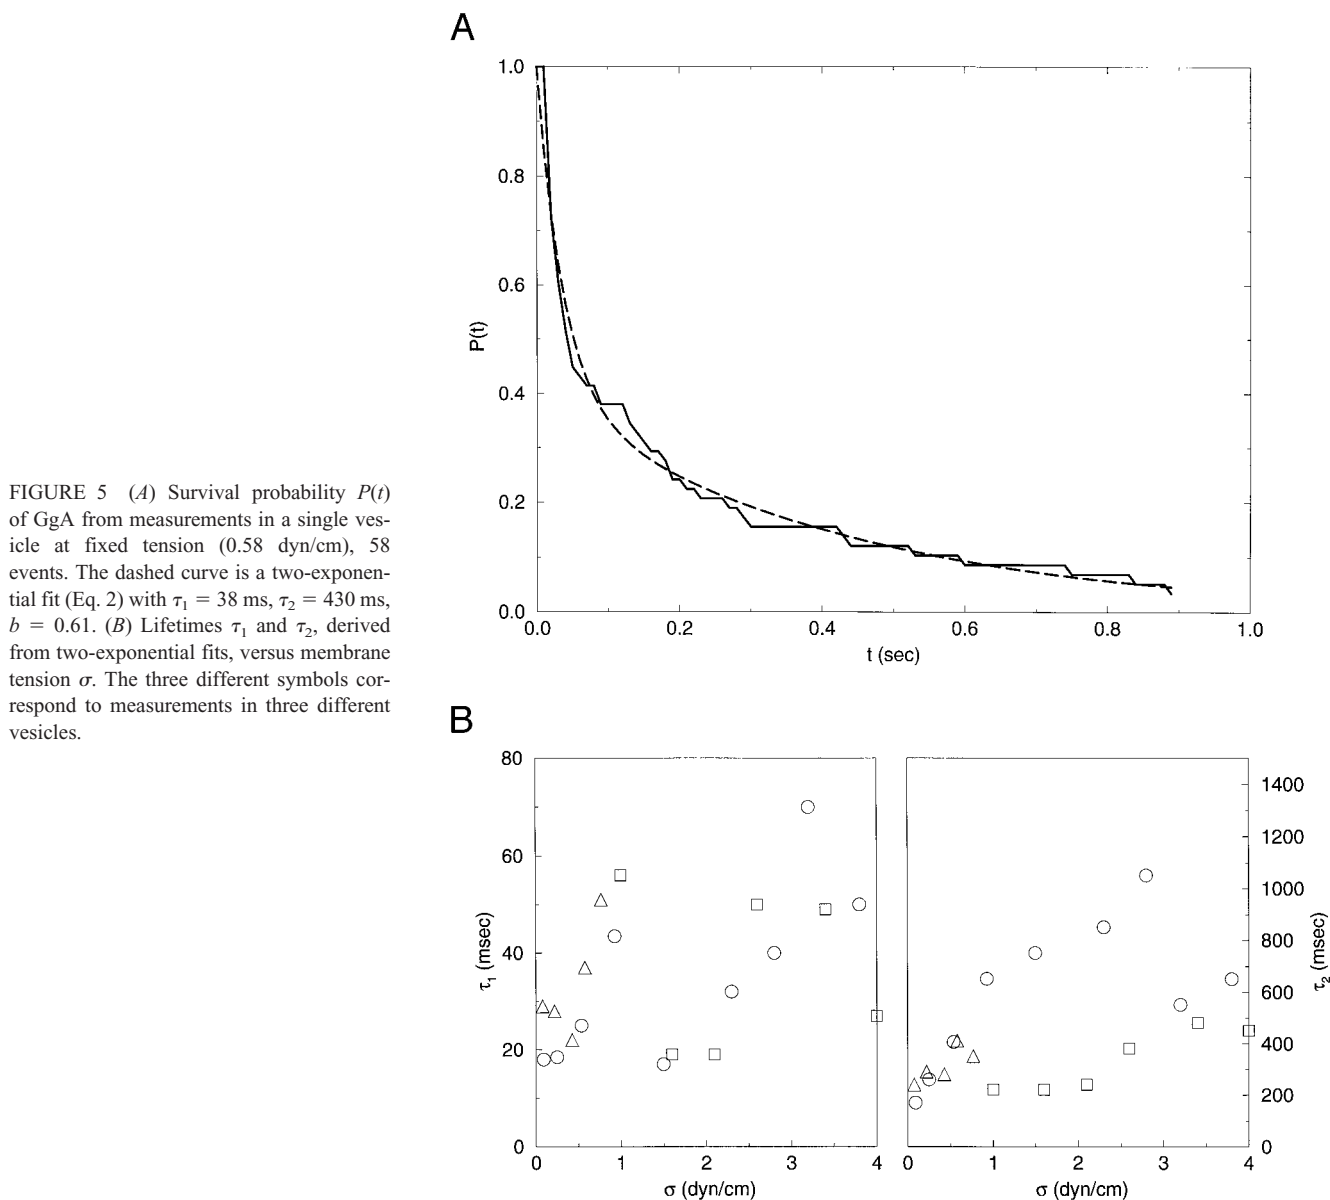 A
1.0
0.8
0.6
0.4
0.2
0.0
P(t)
0.0 0.2 0.4 0.6 0.8 1.0
t (sec)
FIGURE 5 (A) Survival probability P(t)
of GgA from measurements in a single ves-
icle at fixed tension (0.58 dyn/cm), 58
events. The dashed curve is a two-exponen-
tial fit (Eq. 2) with τ₁ = 38 ms, τ₂ = 430 ms,
b = 0.61. (B) Lifetimes τ₁ and τ₂, derived
from two-exponential fits, versus membrane
tension σ. The three different symbols cor-
respond to measurements in three different
vesicles.
B
80
60
40
20
0
τ₁ (msec)
0 1 2 3 4
σ (dyn/cm)
1400
1200
1000
800
600
400
200
0
τ₂ (msec)
0 1 2 3 4
σ (dyn/cm)